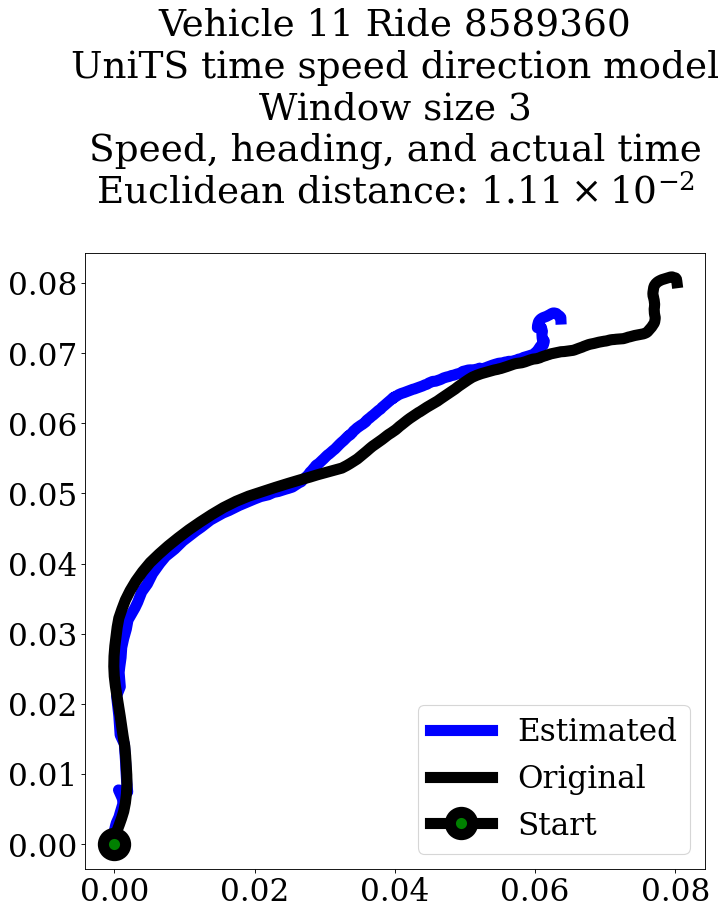 Vehicle 11 Ride 8589360
UniTS time speed direction model
Window size 3
Speed, heading, and actual time
Euclidean distance: 1.11 × 10⁻²
0.08
0.07
0.06
0.05
0.04
0.03
0.02
0.01
0.00
Estimated
Original
Start
0.00 0.02 0.04 0.06 0.08